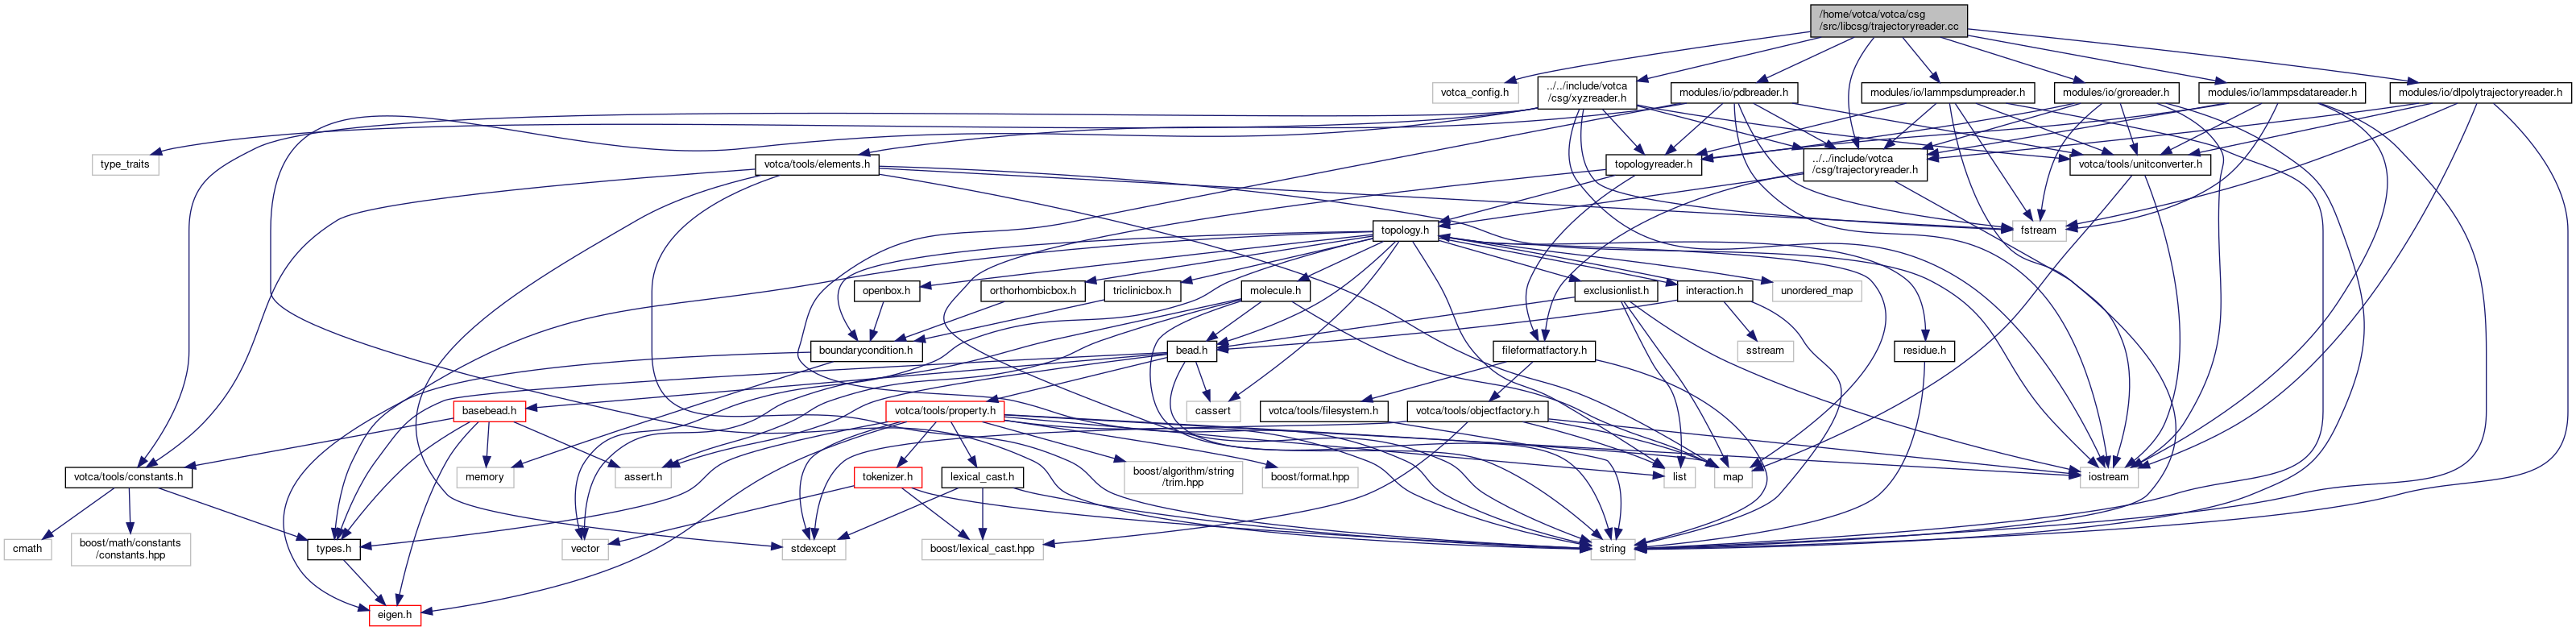 /home/votca/votca/csg
/src/libcsg/trajectoryreader.cc
votca_config.h
../../include/votca
/csg/xyzreader.h
modules/io/pdbreader.h
modules/io/lammpsdumpreader.h
modules/io/groreader.h
modules/io/lammpsdatareader.h
modules/io/dlpolytrajectoryreader.h
type_traits
votca/tools/elements.h
topologyreader.h
../../include/votca
/csg/trajectoryreader.h
votca/tools/unitconverter.h
topology.h
fstream
openbox.h
orthorhombicbox.h
triclinicbox.h
molecule.h
exclusionlist.h
interaction.h
unordered_map
boundarycondition.h
bead.h
fileformatfactory.h
sstream
residue.h
basebead.h
votca/tools/property.h
cassert
votca/tools/filesystem.h
votca/tools/objectfactory.h
votca/tools/constants.h
memory
assert.h
tokenizer.h
lexical_cast.h
boost/algorithm/string
/trim.hpp
boost/format.hpp
list
map
iostream
cmath
boost/math/constants
/constants.hpp
types.h
vector
stdexcept
boost/lexical_cast.hpp
string
eigen.h